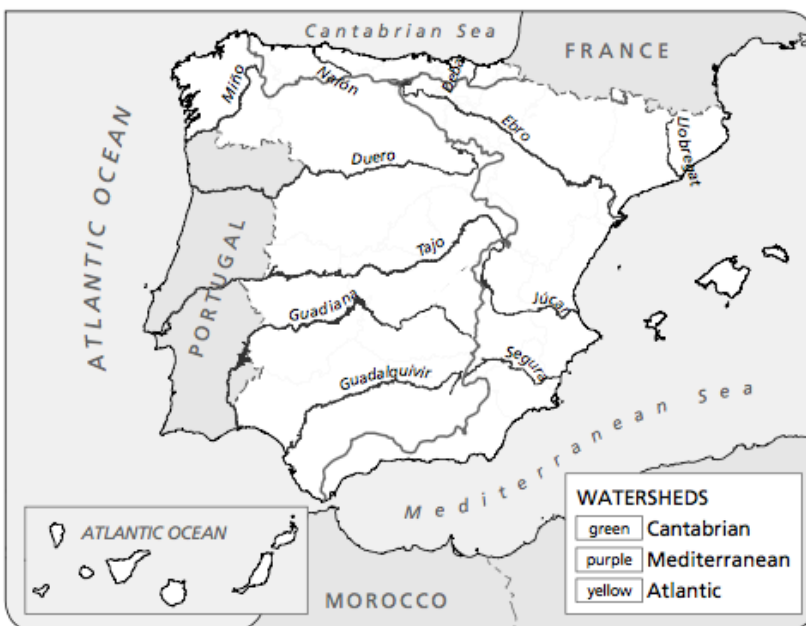 Cantabrian Sea
FRANCE
Miño
Nalón
Deba
Ebro
Llobregat
Duero
ATLANTIC OCEAN
PORTUGAL
Tajo
Guadiana
Júcar
Segura
Guadalquivir
Mediterranean Sea
ATLANTIC OCEAN
MOROCCO
WATERSHEDS
green Cantabrian
purple Mediterranean
yellow Atlantic